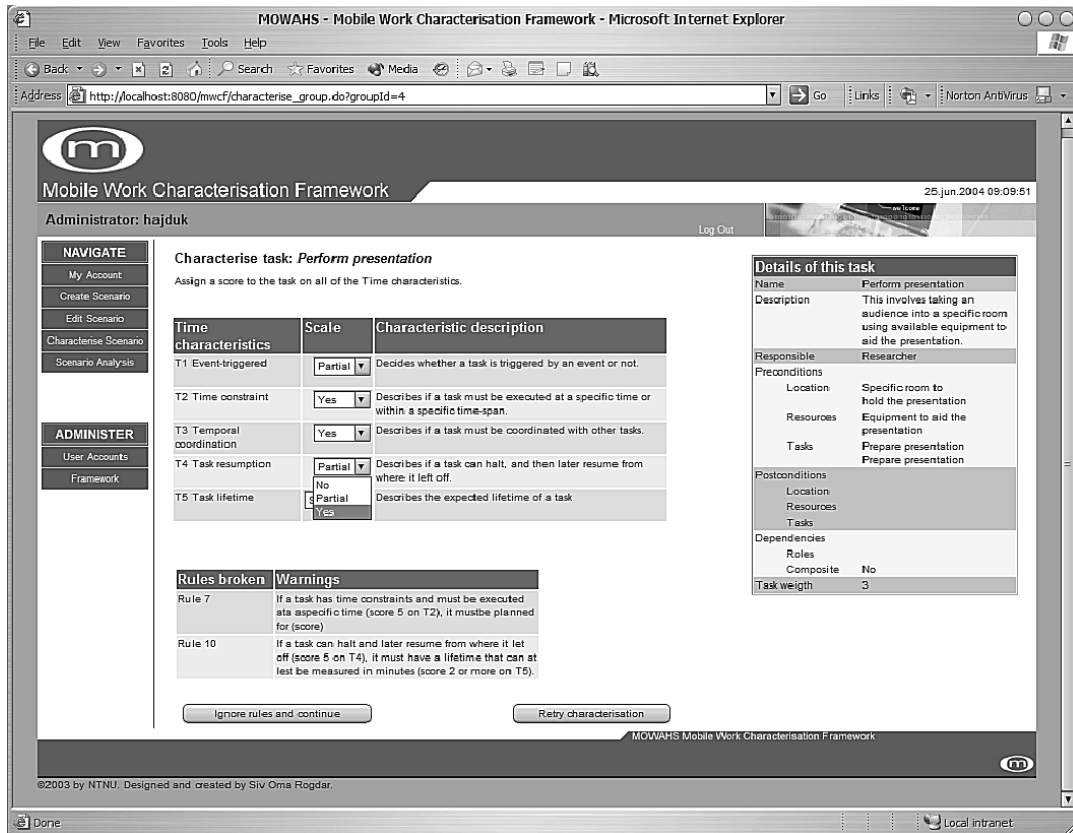 MOWAHS - Mobile Work Characterisation Framework - Microsoft Internet Explorer
File Edit View Favorites Tools Help
Back Search Favorites Media
Address http://localhost:8080/mwcf/characterise_group.do?groupId=4 Go Links Norton AntiVirus
m
Mobile Work Characterisation Framework
25.jun.2004 09:09:51
Administrator: hajduk
Log Out
NAVIGATE
My Account
Create Scenario
Edit Scenario
Characterise Scenario
Scenario Analysis
ADMINISTER
User Accounts
Framework
Characterise task: Perform presentation
Assign a score to the task on all of the Time characteristics.
Time characteristics Scale Characteristic description
T1 Event-triggered Partial Decides whether a task is triggered by an event or not.
T2 Time constraint Yes Describes if a task must be executed at a specific time or
within a specific time-span.
T3 Temporal coordination Yes Describes if a task must be coordinated with other tasks.
T4 Task resumption Partial Describes if a task can halt, and then later resume from
where it left off.
No
Partial
Yes
T5 Task lifetime Describes the expected lifetime of a task
Rules broken Warnings
Rule 7 If a task has time constraints and must be executed
ata aspecific time (score 5 on T2), it mustbe planned
for (score)
Rule 10 If a task can halt and later resume from where it let
off (score 5 on T4), it must have a lifetime that can at
lest be measured in minutes (score 2 or more on T5).
Ignore rules and continue Retry characterisation
Details of this task
Name Perform presentation
Description This involves taking an
audience into a specific room
using available equipment to
aid the presentation.
Responsible Researcher
Preconditions
Location Specific room to
hold the presentation
Resources Equipment to aid the
presentation
Tasks Prepare presentation
Prepare presentation
Postconditions
Location
Resources
Tasks
Dependencies
Roles
Composite No
Task weigth 3
MOWAHS Mobile Work Characterisation Framework
m
©2003 by NTNU. Designed and created by Siv Oma Rogdar.
Done Local intranet